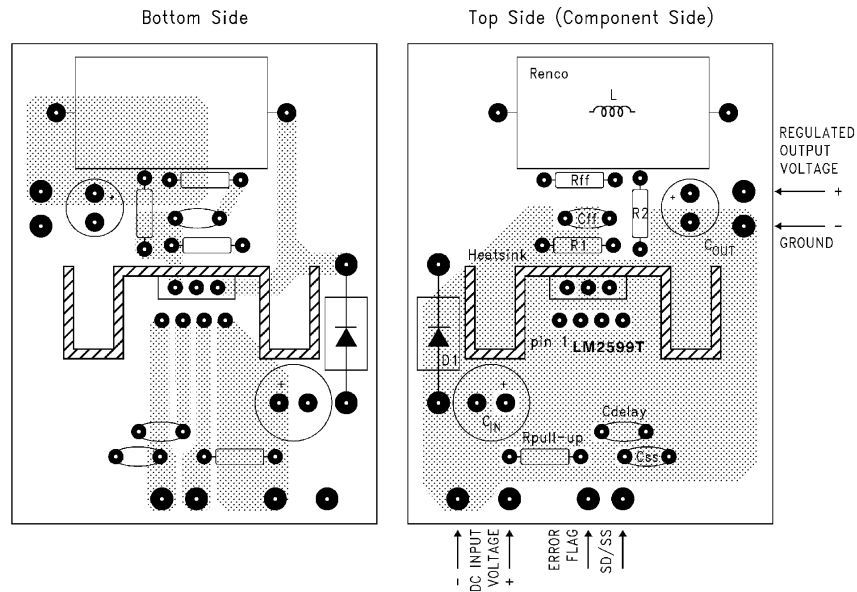 Bottom Side
Top Side (Component Side)
Renco
L
REGULATED
OUTPUT
VOLTAGE
+
-
GROUND
Rff
+
Cff
R2
R1
COUT
+
Heatsink
pin 1 LM2599T
D1
+
CIN
+
Cdelay
Rpull-up
Css
- DC INPUT
VOLTAGE +
ERROR
FLAG
SD/SS